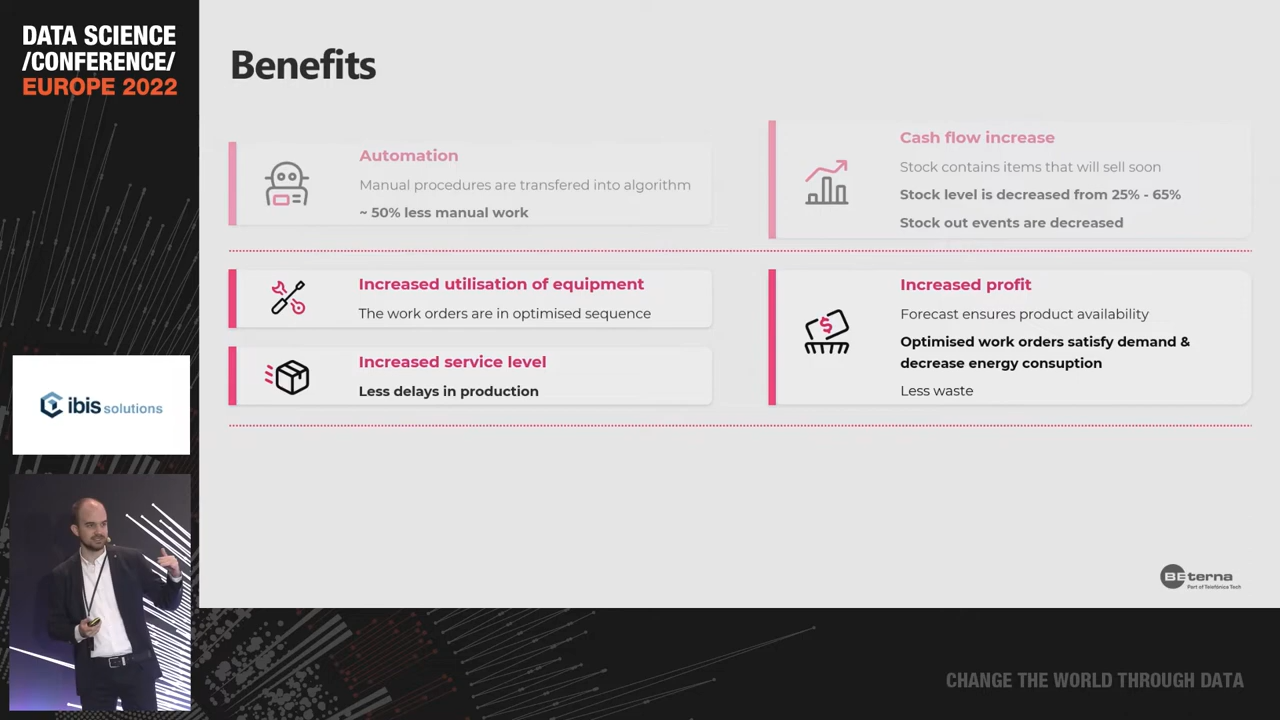 DATA SCIENCE
/CONFERENCE/
EUROPE 2022
Benefits
Automation
Manual procedures are transfered into algorithm
~ 50% less manual work
Cash flow increase
Stock contains items that will sell soon
Stock level is decreased from 25% - 65%
Stock out events are decreased
Increased utilisation of equipment
The work orders are in optimised sequence
Increased service level
Less delays in production
Increased profit
Forecast ensures product availability
Optimised work orders satisfy demand &
decrease energy consuption
Less waste
ibis solutions
BEterna
Part of Telefónica Tech
CHANGE THE WORLD THROUGH DATA